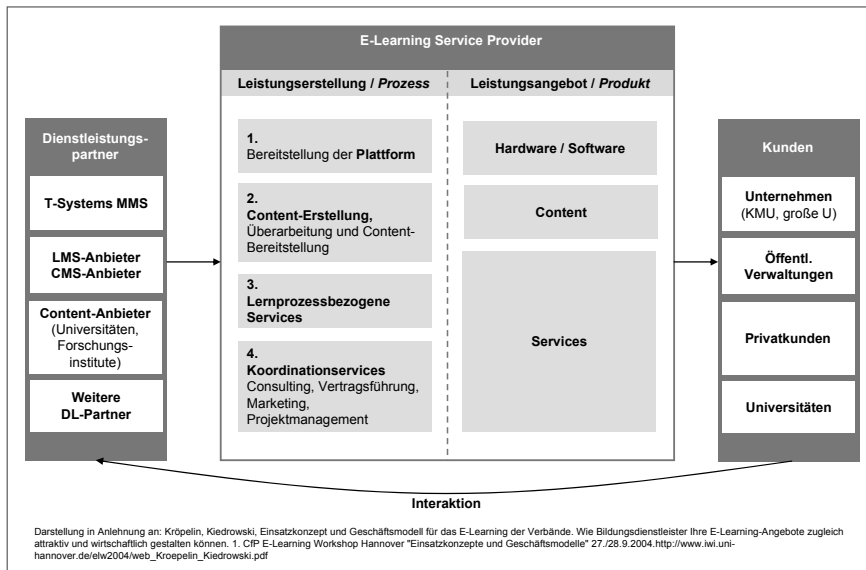 E-Learning Service Provider
Leistungserstellung / Prozess
Leistungsangebot / Produkt
Dienstleistungs-
partner
T-Systems MMS
LMS-Anbieter
CMS-Anbieter
Content-Anbieter
(Universitäten,
Forschungs-
institute)
Weitere
DL-Partner
1.
Bereitstellung der Plattform
2.
Content-Erstellung,
Überarbeitung und Content-
Bereitstellung
3.
Lernprozessbezogene
Services
4.
Koordinationservices
Consulting, Vertragsführung,
Marketing,
Projektmanagement
Hardware / Software
Content
Services
Kunden
Unternehmen
(KMU, große U)
Öffentl.
Verwaltungen
Privatkunden
Universitäten
Interaktion
Darstellung in Anlehnung an: Kröpelin, Kiedrowski, Einsatzkonzept und Geschäftsmodell für das E-Learning der Verbände. Wie Bildungsdienstleister Ihre E-Learning-Angebote zugleich
attraktiv und wirtschaftlich gestalten können. 1. CfP E-Learning Workshop Hannover "Einsatzkonzepte und Geschäftsmodelle" 27./28.9.2004.http://www.iwi.uni-
hannover.de/elw2004/web_Kroepelin_Kiedrowski.pdf